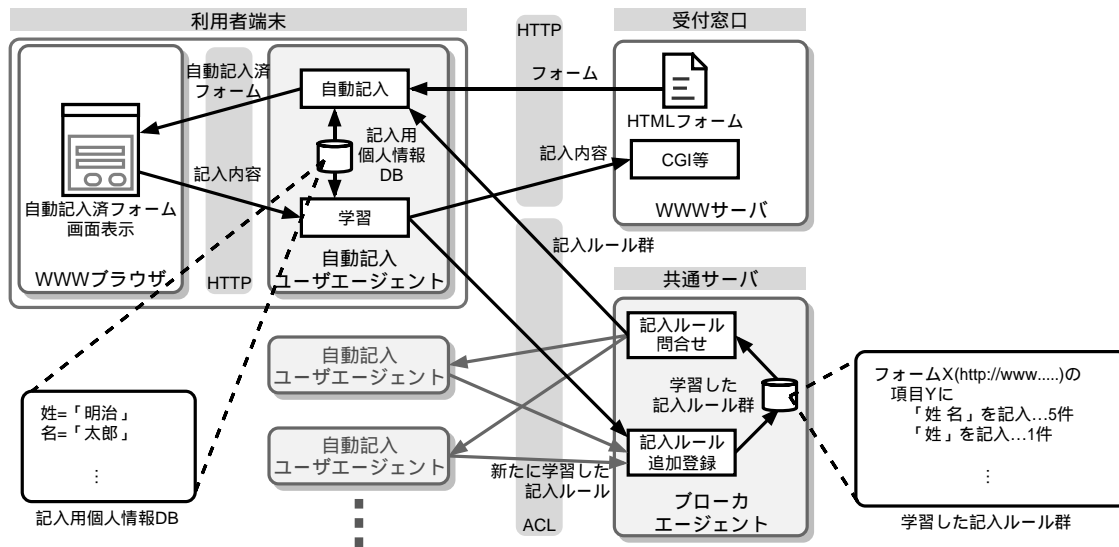 利用者端末
HTTP
受付窓口
自動記入済
フォーム
自動記入
フォーム
HTMLフォーム
記入用
個人情報
DB
記入内容
記入内容
CGI等
自動記入済フォーム
画面表示
学習
WWWサーバ
WWWブラウザ
HTTP
自動記入
ユーザエージェント
記入ルール群
共通サーバ
自動記入
ユーザエージェント
記入ルール
問合せ
学習した
記入ルール群
姓=「明治」
名=「太郎」
⋮
記入用個人情報DB
自動記入
ユーザエージェント
新たに学習した
記入ルール
記入ルール
追加登録
ブローカ
エージェント
ACL
フォームX(http://www.....)の
項目Yに
「姓 名」を記入…5件
「姓」を記入…1件
⋮
学習した記入ルール群